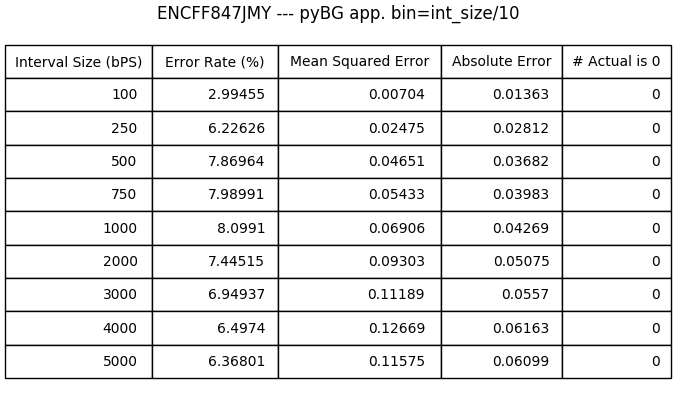 ENCFF847JMY --- pyBG app. bin=int_size/10
Interval Size (bPS) Error Rate (%) Mean Squared Error Absolute Error # Actual is 0
100 2.99455 0.00704 0.01363 0
250 6.22626 0.02475 0.02812 0
500 7.86964 0.04651 0.03682 0
750 7.98991 0.05433 0.03983 0
1000 8.0991 0.06906 0.04269 0
2000 7.44515 0.09303 0.05075 0
3000 6.94937 0.11189 0.0557 0
4000 6.4974 0.12669 0.06163 0
5000 6.36801 0.11575 0.06099 0